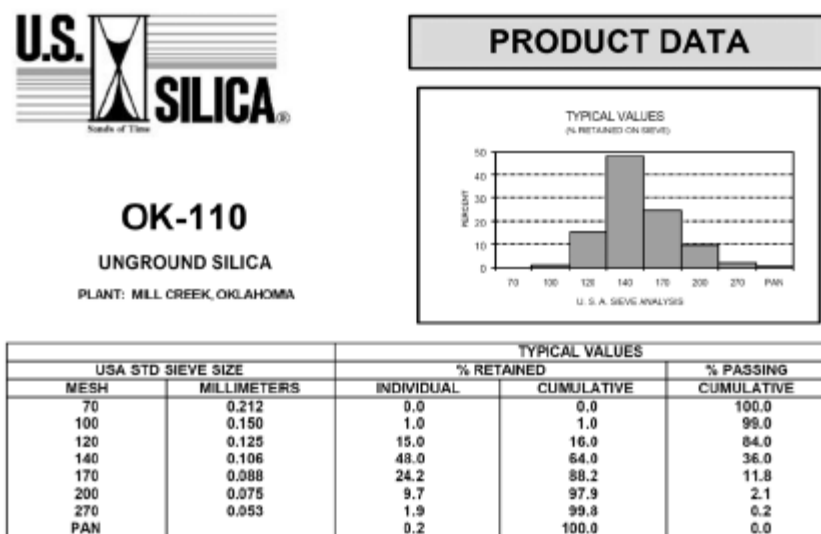 U.S.
SILICA®
Sands of Time
PRODUCT DATA
TYPICAL VALUES
(% RETAINED ON SIEVE)
50
40
30
20
10
0
PERCENT
70 100 120 140 170 200 270 PAN
U. S. A. SIEVE ANALYSIS
OK-110
UNGROUND SILICA
PLANT: MILL CREEK, OKLAHOMA
TYPICAL VALUES
USA STD SIEVE SIZE % RETAINED % PASSING
MESH MILLIMETERS INDIVIDUAL CUMULATIVE CUMULATIVE
70 0.212 0.0 0.0 100.0
100 0.150 1.0 1.0 99.0
120 0.125 15.0 16.0 84.0
140 0.106 48.0 64.0 36.0
170 0.088 24.2 88.2 11.8
200 0.075 9.7 97.9 2.1
270 0.053 1.9 99.8 0.2
PAN 0.2 100.0 0.0